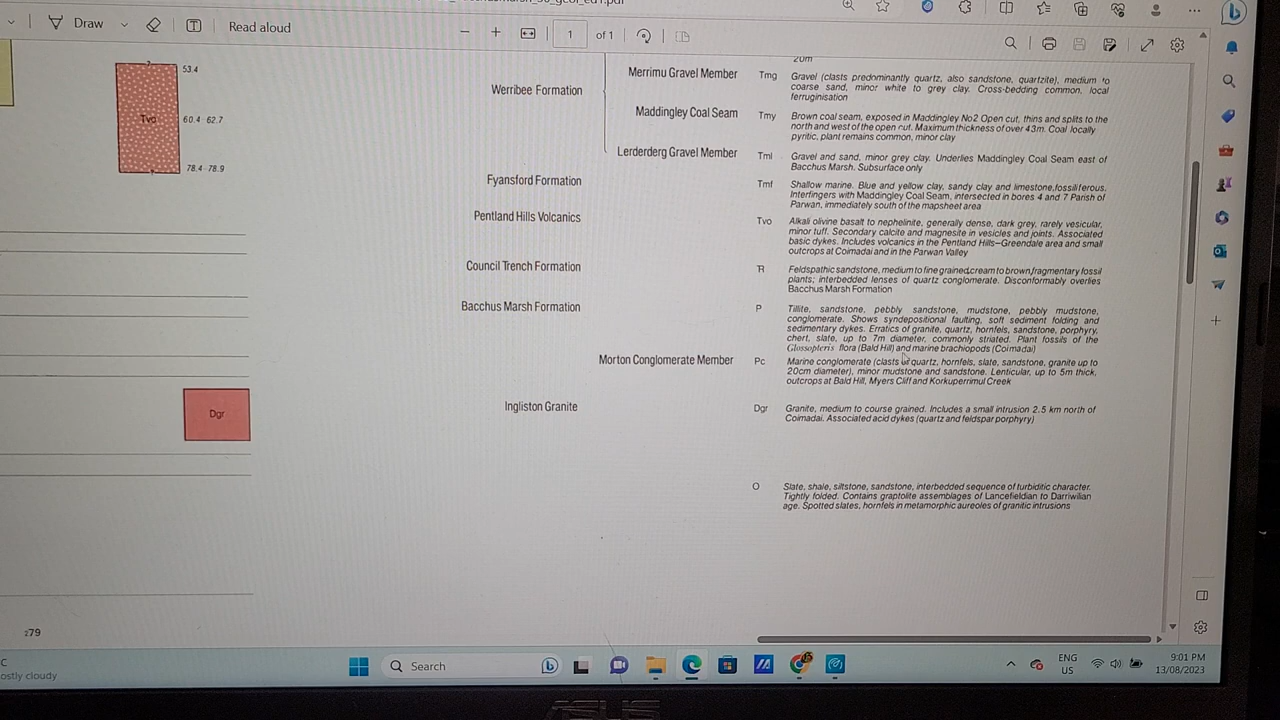 Draw
Read aloud
1
of 1
53.4
Tvo
60.4 62.7
78.4 78.9
Dgr
279
20m
Werribee Formation
Merrimu Gravel Member Tmg Gravel (clasts predominantly quartz, also sandstone, quartzite), medium to
coarse sand, minor white to grey clay. Cross-bedding common, local
ferruginisation
Maddingley Coal Seam Tmy Brown coal seam, exposed in Maddingley No2 Open cut, thins and splits to the
north and west of the open cut. Maximum thickness of over 43m. Coal locally
pyritic, plant remains common, minor clay
Lerderderg Gravel Member Tml Gravel and sand, minor grey clay. Underlies Maddingley Coal Seam east of
Bacchus Marsh. Subsurface only
Fyansford Formation Tmf Shallow marine. Blue and yellow clay, sandy clay and limestone, fossiliferous.
Interfingers with Maddingley Coal Seam, intersected in bores 4 and 7 Parish of
Parwan, immediately south of the mapsheet area
Pentland Hills Volcanics Tvo Alkali olivine basalt to nephelinite, generally dense, dark grey, rarely vesicular,
minor tuff. Secondary calcite and magnesite in vesicles and joints. Associated
basic dykes. Includes volcanics in the Pentland Hills–Greendale area and small
outcrops at Coimadai and in the Parwan Valley
Council Trench Formation Feldspathic sandstone, medium to fine grained,cream to brown,fragmentary fossil
plants; interbedded lenses of quartz conglomerate. Disconformably overlies
Bacchus Marsh Formation
Bacchus Marsh Formation P Tillite, sandstone, pebbly sandstone, mudstone, pebbly mudstone,
conglomerate. Shows syndepositional faulting, soft sediment folding and
sedimentary dykes. Erratics of granite, quartz, hornfels, sandstone, porphyry,
chert, slate, up to 7m diameter, commonly striated. Plant fossils of the
Glossopteris flora (Bald Hill) and marine brachiopods (Coimadai)
Morton Conglomerate Member Pc Marine conglomerate (clasts of quartz, hornfels, slate, sandstone, granite up to
20cm diameter), minor mudstone and sandstone. Lenticular, up to 5m thick,
outcrops at Bald Hill, Myers Cliff and Korkuperrimul Creek
Ingliston Granite Dgr Granite, medium to course grained. Includes a small intrusion 2.5 km north of
Coimadai. Associated acid dykes (quartz and feldspar porphyry)
O Slate, shale, siltstone, sandstone, interbedded sequence of turbiditic character.
Tightly folded. Contains graptolite assemblages of Lancefieldian to Darriwilian
age. Spotted slates, hornfels in metamorphic aureoles of granitic intrusions
C
ostly cloudy
Search
ENG
US
9:01 PM
13/08/2023
ASUS